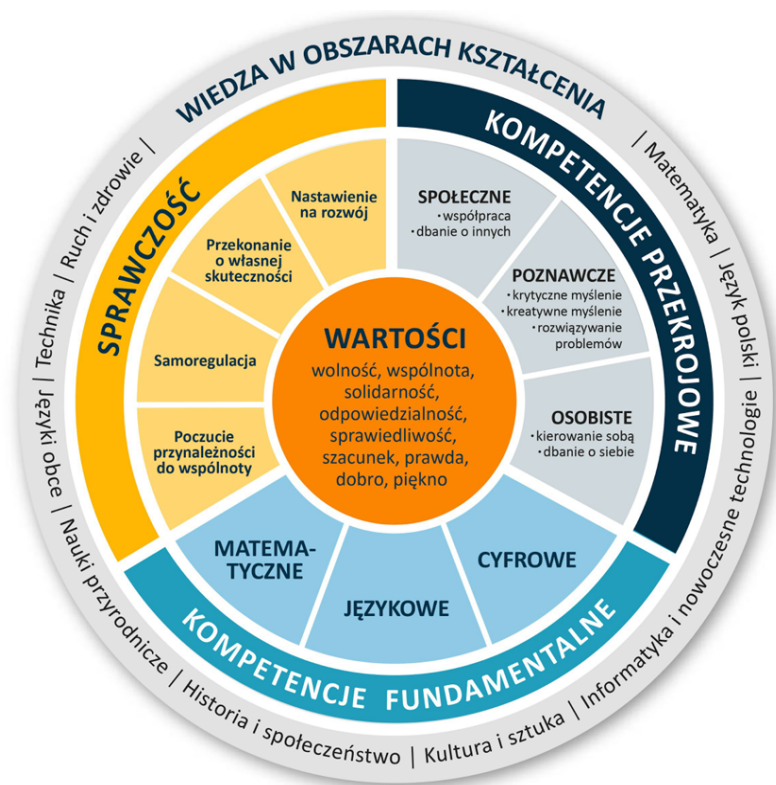 WIEDZA W OBSZARACH KSZTAŁCENIA
| Matematyka | Język polski | Informatyka i nowoczesne technologie | Kultura i sztuka | Historia i społeczeństwo | Nauki przyrodnicze | Języki obce | Technika | Ruch i zdrowie |
SPRAWCZOŚĆ
Nastawienie
na rozwój
Przekonanie
o własnej
skuteczności
Samoregulacja
Poczucie
przynależności
do wspólnoty
KOMPETENCJE PRZEKROJOWE
SPOŁECZNE
· współpraca
· dbanie o innych
POZNAWCZE
· krytyczne myślenie
· kreatywne myślenie
· rozwiązywanie
problemów
OSOBISTE
· kierowanie sobą
· dbanie o siebie
WARTOŚCI
wolność, wspólnota,
solidarność,
odpowiedzialność,
sprawiedliwość,
szacunek, prawda,
dobro, piękno
MATEMA-
TYCZNE
JĘZYKOWE
CYFROWE
KOMPETENCJE FUNDAMENTALNE